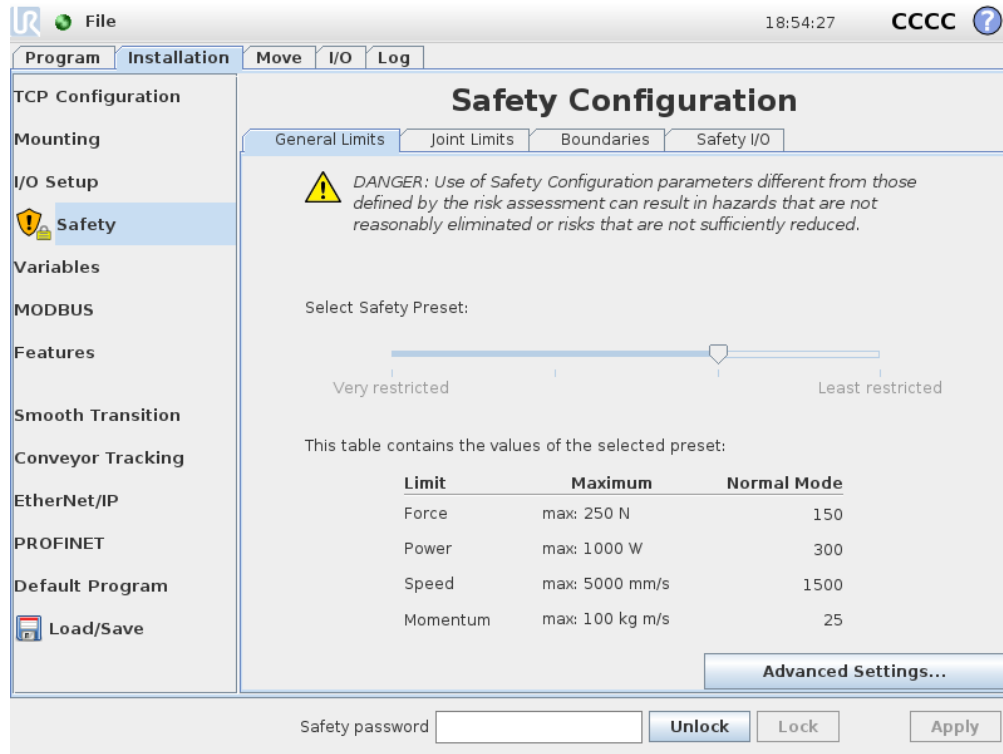 UR File 18:54:27 CCCC ?
Program Installation Move I/O Log
TCP Configuration
Mounting
I/O Setup
Safety
Variables
MODBUS
Features
Smooth Transition
Conveyor Tracking
EtherNet/IP
PROFINET
Default Program
Load/Save
Safety Configuration
General Limits Joint Limits Boundaries Safety I/O
DANGER: Use of Safety Configuration parameters different from those
defined by the risk assessment can result in hazards that are not
reasonably eliminated or risks that are not sufficiently reduced.
Select Safety Preset:
Very restricted Least restricted
This table contains the values of the selected preset:
Limit Maximum Normal Mode
Force max: 250 N 150
Power max: 1000 W 300
Speed max: 5000 mm/s 1500
Momentum max: 100 kg m/s 25
Advanced Settings...
Safety password Unlock Lock Apply